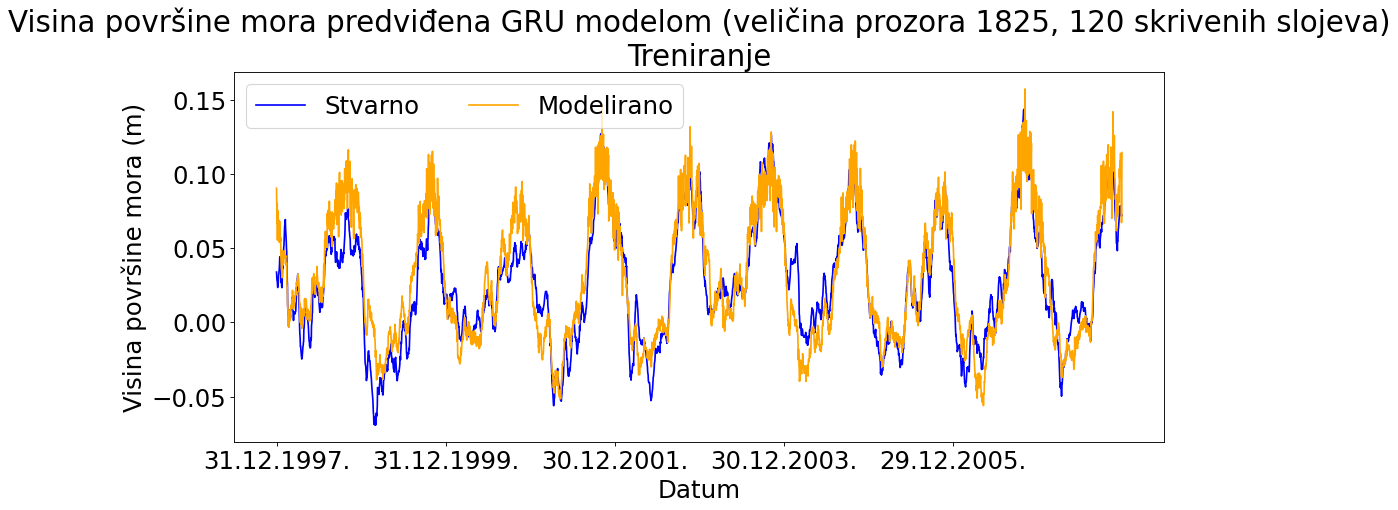 Visina površine mora predviđena GRU modelom (veličina prozora 1825, 120 skrivenih slojeva)
Treniranje
Stvarno Modelirano
Visina površine mora (m)
0.15
0.10
0.05
0.00
−0.05
31.12.1997. 31.12.1999. 30.12.2001. 30.12.2003. 29.12.2005.
Datum